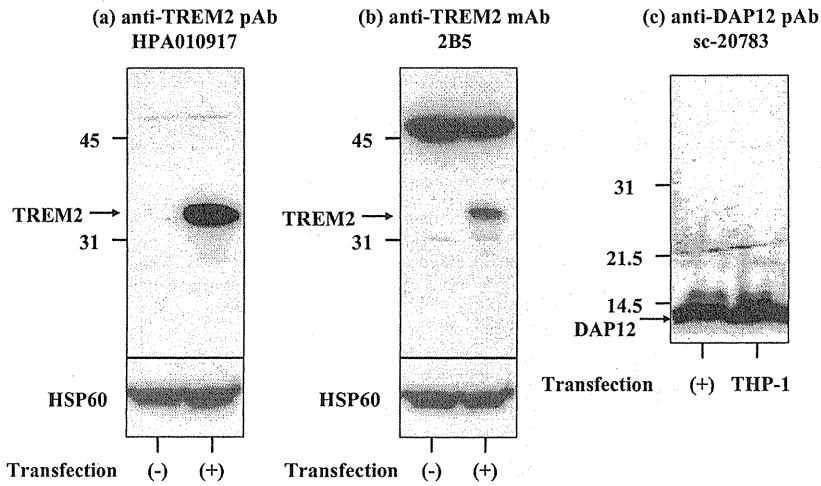 (a) anti-TREM2 pAb
HPA010917
45
TREM2
31
HSP60
Transfection (-) (+)
(b) anti-TREM2 mAb
2B5
45
TREM2
31
HSP60
Transfection (-) (+)
(c) anti-DAP12 pAb
sc-20783
31
21.5
14.5
DAP12
Transfection (+) THP-1